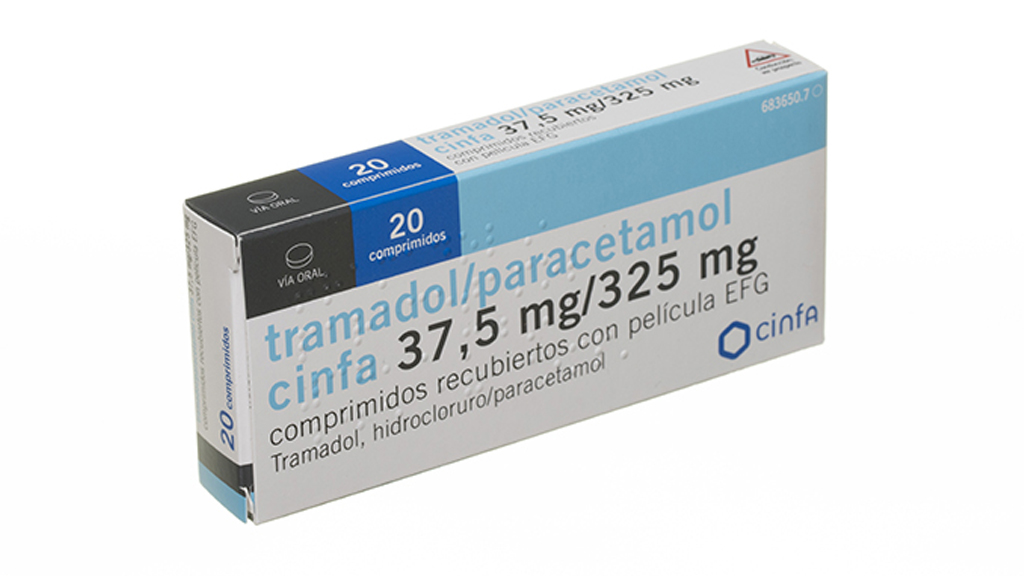 tramadol/paracetamol
cinfa 37,5 mg/325 mg
comprimidos recubiertos
con película EFG
20
comprimidos
VÍA ORAL
683650.7
20
comprimidos
VÍA ORAL
tramadol/paracetamol
cinfa 37,5 mg/325 mg
comprimidos recubiertos con película EFG
Tramadol, hidrocloruro/paracetamol
cinfa
20 comprimidos